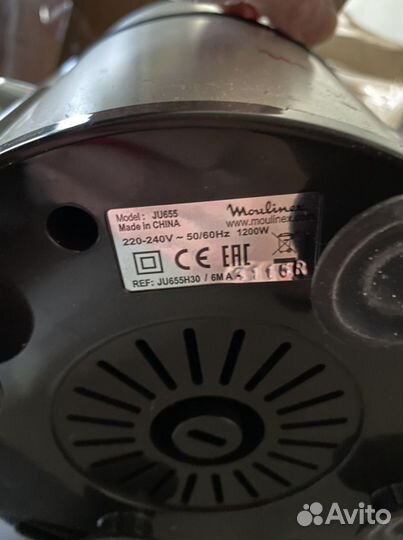 Model : JU655 moulinex
Made in CHINA www.moulinex.com
220-240V ~ 50/60Hz 1200W
CE EAC
REF: JU655H30 / 6M A
Avito